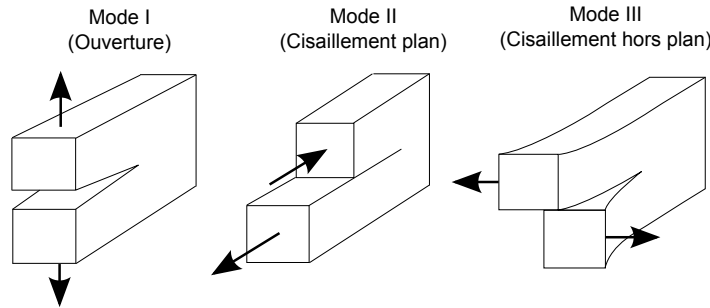 Mode I
(Ouverture)
Mode II
(Cisaillement plan)
Mode III
(Cisaillement hors plan)